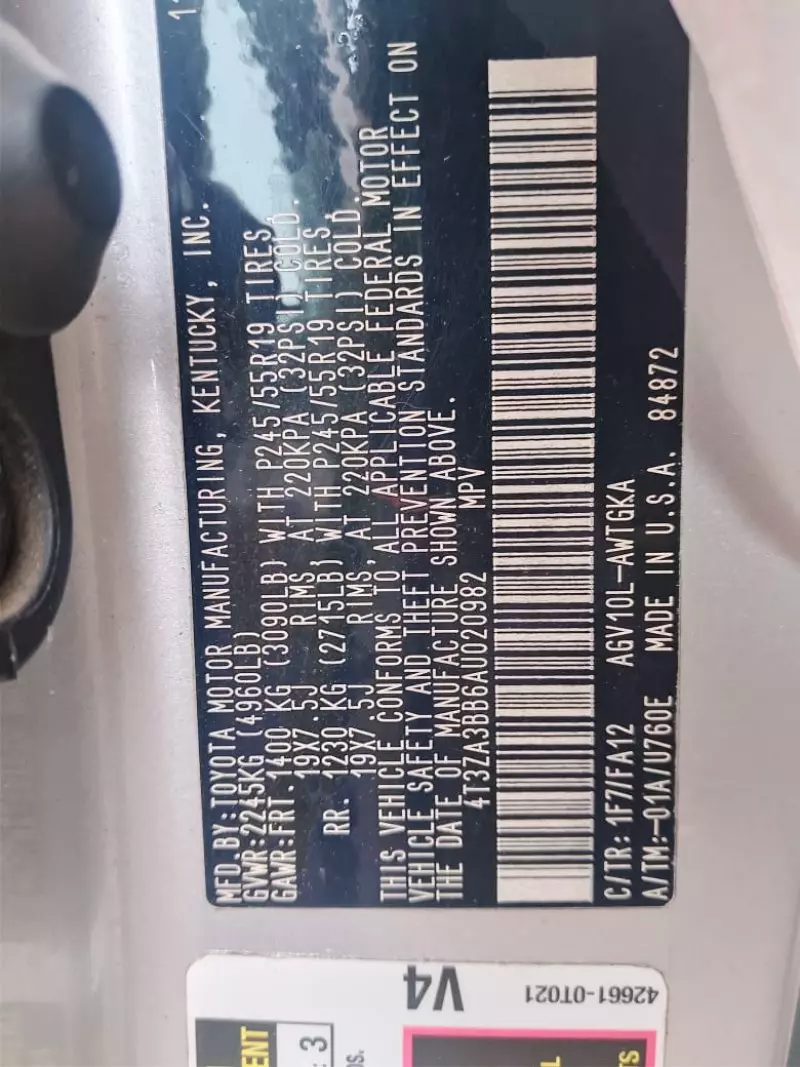 11
MFD.BY:TOYOTA MOTOR MANUFACTURING, KENTUCKY, INC.
GVWR:2245KG (4960LB)
GAWR:FRT.1400 KG (3090LB) WITH P245/55R19 TIRES,
19X7.5J RIMS, AT 220KPA (32PSI) COLD.
RR. 1230 KG (2715LB) WITH P245/55R19 TIRES,
19X7.5J RIMS, AT 220KPA (32PSI) COLD.
THIS VEHICLE CONFORMS TO ALL APPLICABLE FEDERAL MOTOR
VEHICLE SAFETY AND THEFT PREVENTION STANDARDS IN EFFECT ON
THE DATE OF MANUFACTURE SHOWN ABOVE.
4T3ZA3BB6AU020982 MPV
C/TR: 1F7/FA12 AGV10L-AWTGKA
A/TM:-01A/U760E MADE IN U.S.A. 84872
V4
42661-0T021
3